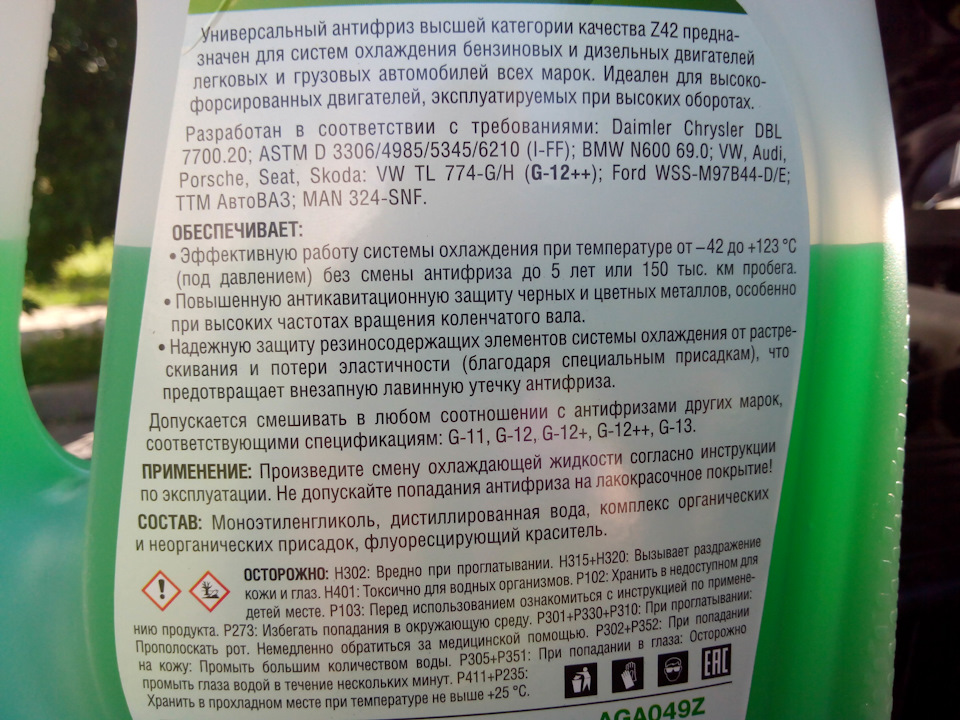 Универсальный антифриз высшей категории качества Z42 предна-
значен для систем охлаждения бензиновых и дизельных двигателей
легковых и грузовых автомобилей всех марок. Идеален для высоко-
форсированных двигателей, эксплуатируемых при высоких оборотах.
Разработан в соответствии с требованиями: Daimler Chrysler DBL
7700.20; ASTM D 3306/4985/5345/6210 (I-FF); BMW N600 69.0; VW, Audi,
Porsche, Seat, Skoda: VW TL 774-G/H (G-12++); Ford WSS-M97B44-D/E;
ТТМ АвтоВАЗ; MAN 324-SNF.
ОБЕСПЕЧИВАЕТ:
• Эффективную работу системы охлаждения при температуре от –42 до +123 °C
(под давлением) без смены антифриза до 5 лет или 150 тыс. км пробега.
• Повышенную антикавитационную защиту черных и цветных металлов, особенно
при высоких частотах вращения коленчатого вала.
• Надежную защиту резиносодержащих элементов системы охлаждения от растре-
скивания и потери эластичности (благодаря специальным присадкам), что
предотвращает внезапную лавинную утечку антифриза.
Допускается смешивать в любом соотношении с антифризами других марок,
соответствующими спецификациям: G-11, G-12, G-12+, G-12++, G-13.
ПРИМЕНЕНИЕ: Произведите смену охлаждающей жидкости согласно инструкции
по эксплуатации. Не допускайте попадания антифриза на лакокрасочное покрытие!
СОСТАВ: Моноэтиленгликоль, дистиллированная вода, комплекс органических
и неорганических присадок, флуоресцирующий краситель.
ОСТОРОЖНО: H302: Вредно при проглатывании. H315+H320: Вызывает раздражение
кожи и глаз. H401: Токсично для водных организмов. P102: Хранить в недоступном для
детей месте. P103: Перед использованием ознакомиться с инструкцией по примене-
нию продукта. P273: Избегать попадания в окружающую среду. P301+P330+P310: При проглатывании:
Прополоскать рот. Немедленно обратиться за медицинской помощью. P302+P352: При попадании
на кожу: Промыть большим количеством воды. P305+P351: При попадании в глаза: Осторожно
промыть глаза водой в течение нескольких минут. P411+P235:
Хранить в прохладном месте при температуре не выше +25 °C.
EAC
AGA049Z